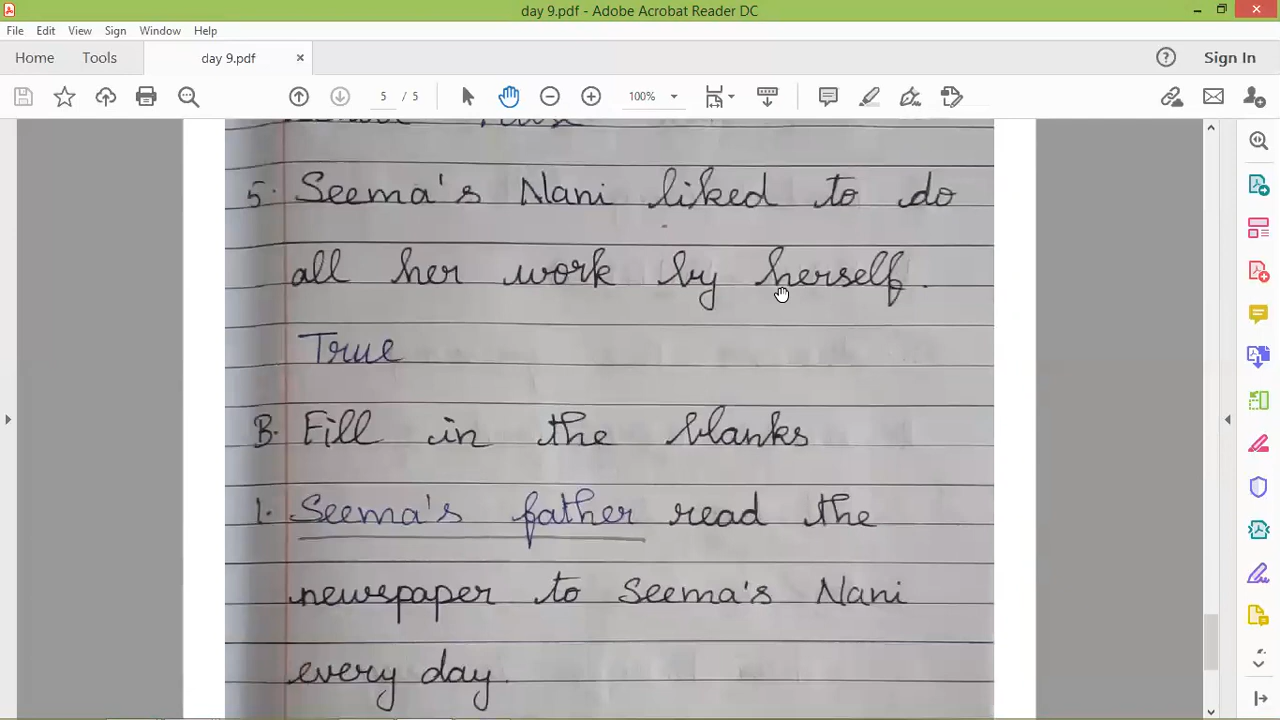 day 9.pdf - Adobe Acrobat Reader DC
File Edit View Sign Window Help
Home Tools day 9.pdf × Sign In
5 / 5 100%
5. Seema's Nani liked to do
all her work by herself.
True
B. Fill in the blanks
1. Seema's father read the
newspaper to Seema's Nani
every day.